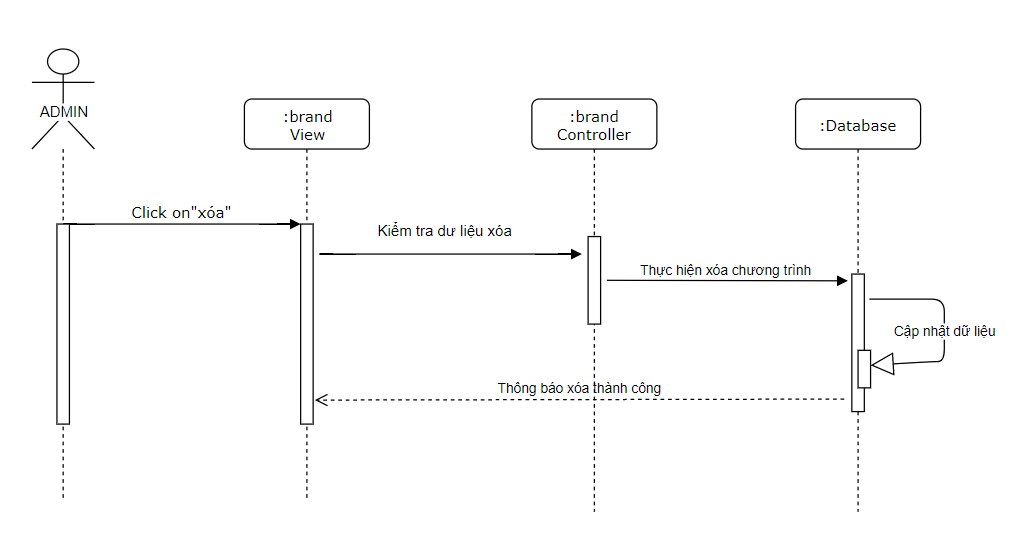 ADMIN
:brand
View
:brand
Controller
:Database
Click on"xóa"
Kiểm tra dư liệu xóa
Thực hiện xóa chương trình
Cập nhật dữ liệu
Thông báo xóa thành công